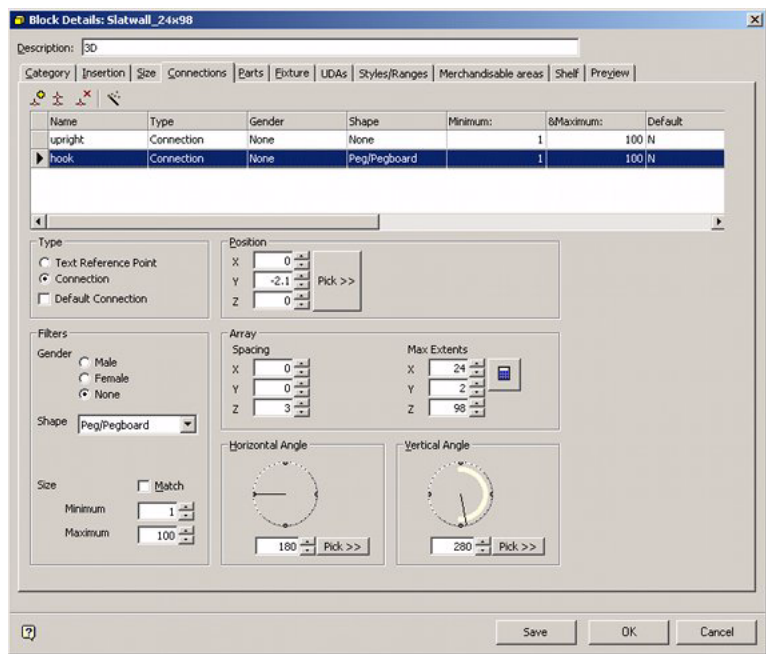 Block Details: Slatwall_24x98
Description: 3D
Category Insertion Size Connections Parts Fixture UDAs Styles/Ranges Merchandisable areas Shelf Preview
Name Type Gender Shape Minimum: &Maximum: Default
upright Connection None None 1 100 N
hook Connection None Peg/Pegboard 1 100 N
Type
Text Reference Point
Connection
Default Connection
Position
X 0
Y -2.1 Pick >>
Z 0
Filters
Gender
Male
Female
None
Shape Peg/Pegboard
Size Match
Minimum 1
Maximum 100
Array
Spacing Max Extents
X 0 X 24
Y 0 Y 2
Z 3 Z 98
Horizontal Angle
180 Pick >>
Vertical Angle
280 Pick >>
? Save OK Cancel